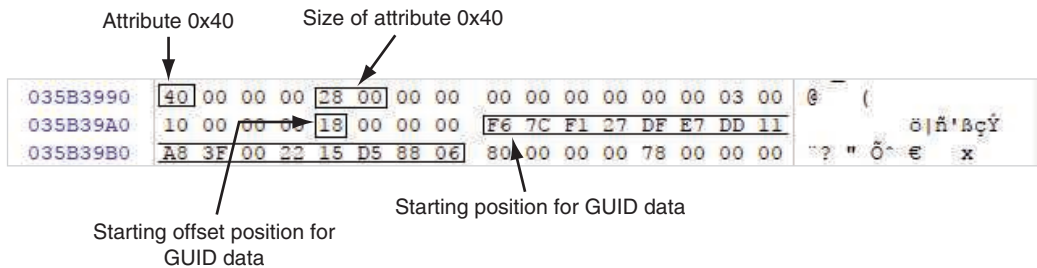 Attribute 0x40
Size of attribute 0x40
035B3990 40 00 00 00 28 00 00 00 00 00 00 00 00 00 03 00 @ (
035B39A0 10 00 00 00 18 00 00 00 F6 7C F1 27 DF E7 DD 11 ö|ñ'ßçÝ
035B39B0 A8 3F 00 22 15 D5 88 06 80 00 00 00 78 00 00 00 ¨? " Õˆ € x
Starting position for GUID data
Starting offset position for
GUID data